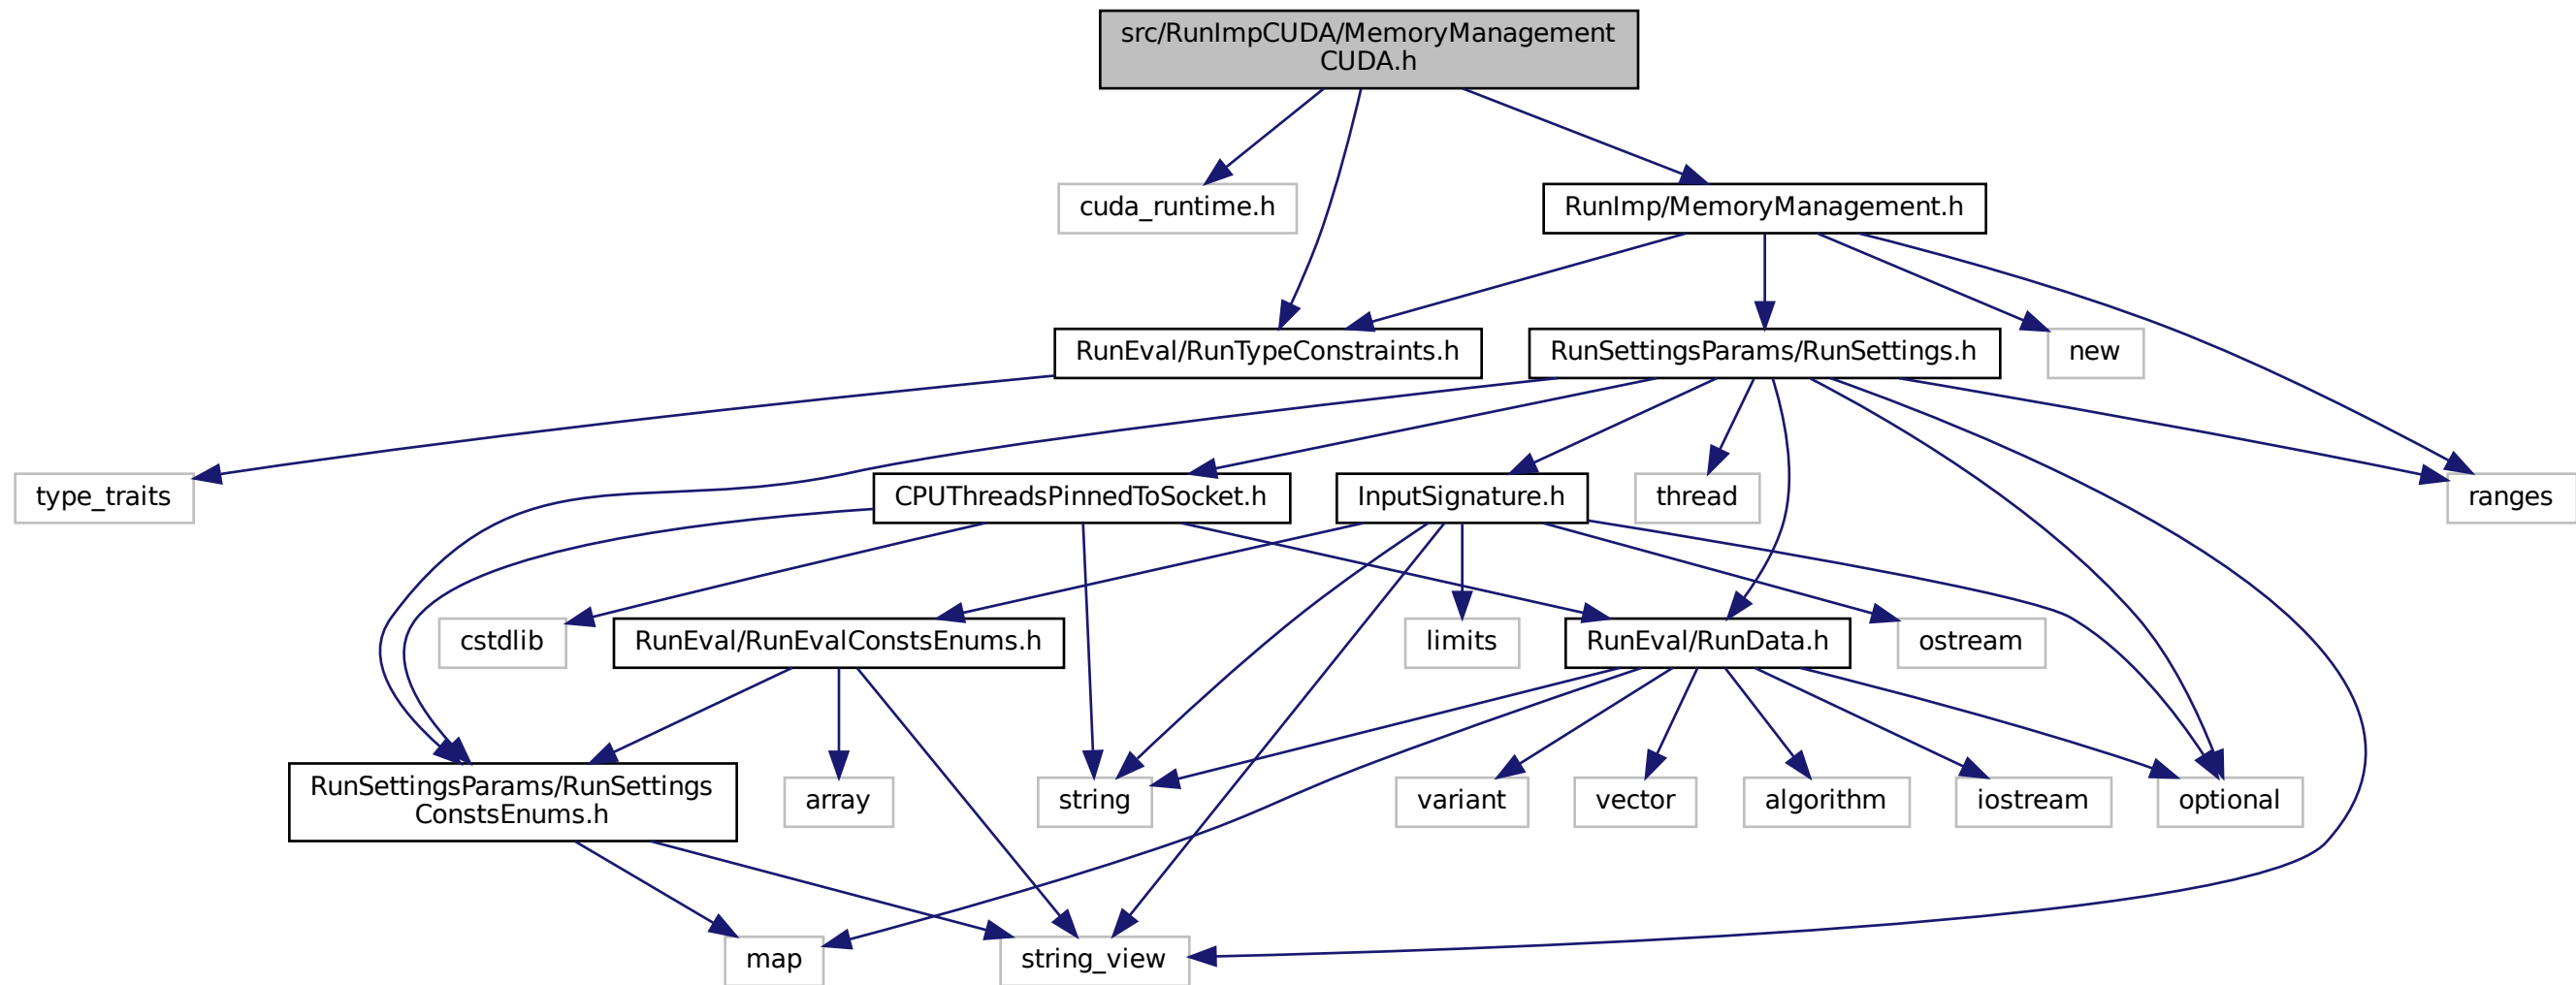 src/RunImpCUDA/MemoryManagement
CUDA.h
cuda_runtime.h
RunImp/MemoryManagement.h
RunEval/RunTypeConstraints.h
RunSettingsParams/RunSettings.h
new
type_traits
CPUThreadsPinnedToSocket.h
InputSignature.h
thread
ranges
cstdlib
RunEval/RunEvalConstsEnums.h
limits
RunEval/RunData.h
ostream
RunSettingsParams/RunSettings
ConstsEnums.h
array
string
variant
vector
algorithm
iostream
optional
map
string_view